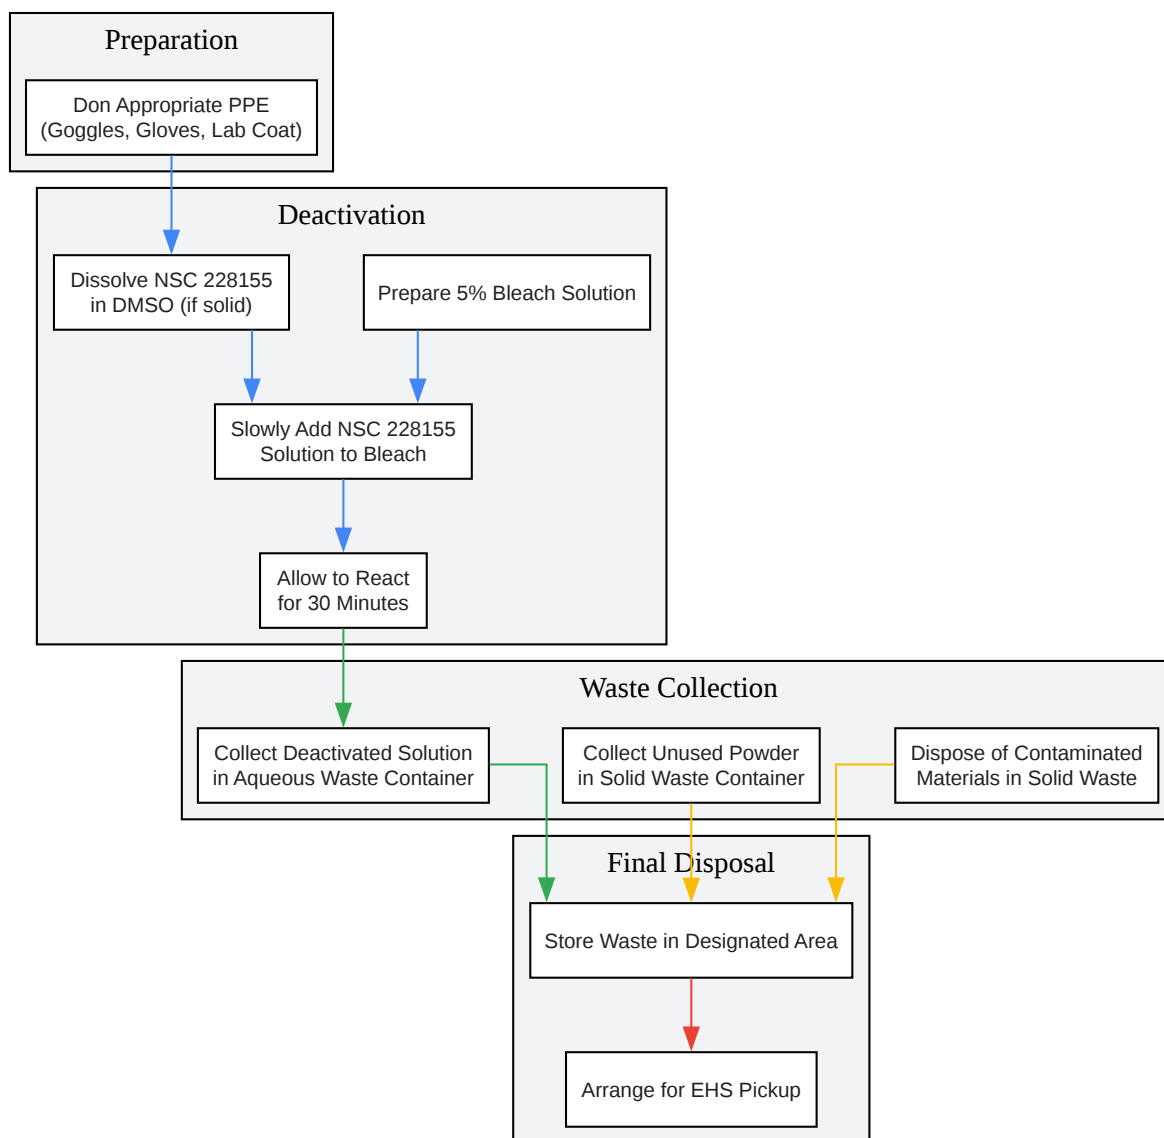 Preparation
Don Appropriate PPE
(Goggles, Gloves, Lab Coat)
Deactivation
Dissolve NSC 228155
in DMSO (if solid)
Prepare 5% Bleach Solution
Slowly Add NSC 228155
Solution to Bleach
Allow to React
for 30 Minutes
Waste Collection
Collect Deactivated Solution
in Aqueous Waste Container
Collect Unused Powder
in Solid Waste Container
Dispose of Contaminated
Materials in Solid Waste
Final Disposal
Store Waste in Designated Area
Arrange for EHS Pickup